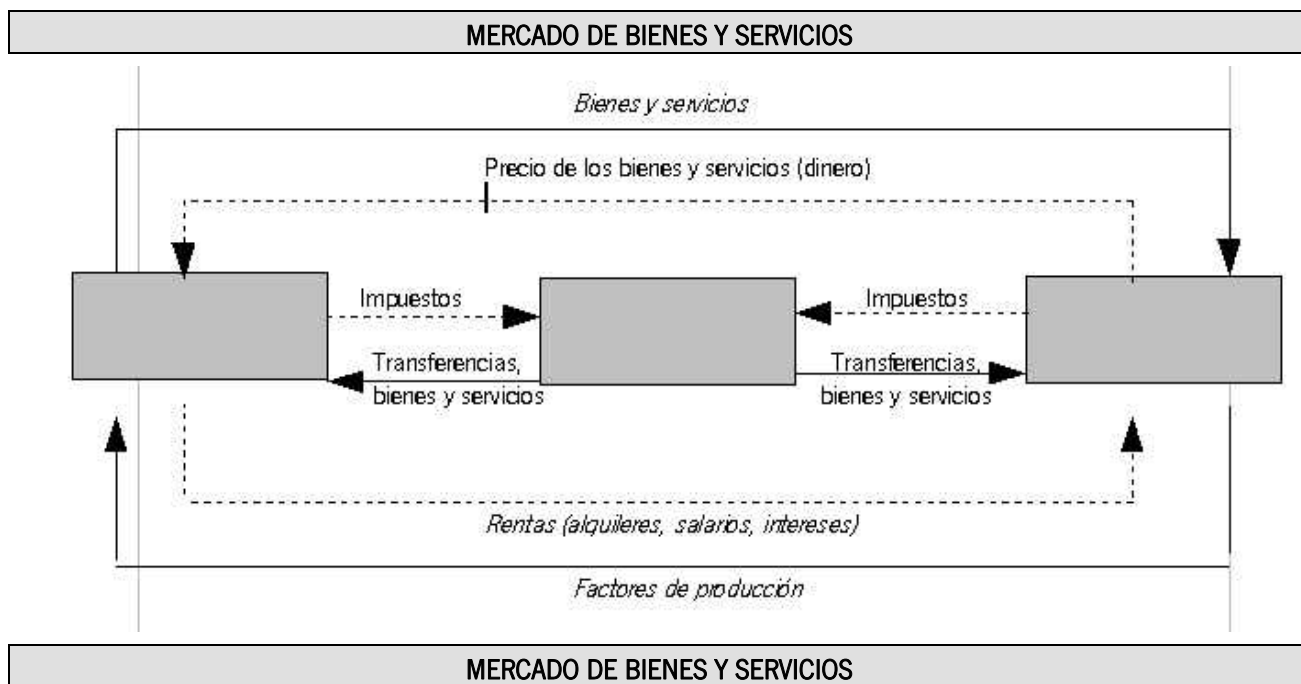 MERCADO DE BIENES Y SERVICIOS
Bienes y servicios
Precio de los bienes y servicios (dinero)
Impuestos
Impuestos
Transferencias,
bienes y servicios
Transferencias,
bienes y servicios
Rentas (alquileres, salarios, intereses)
Factores de producción
MERCADO DE BIENES Y SERVICIOS